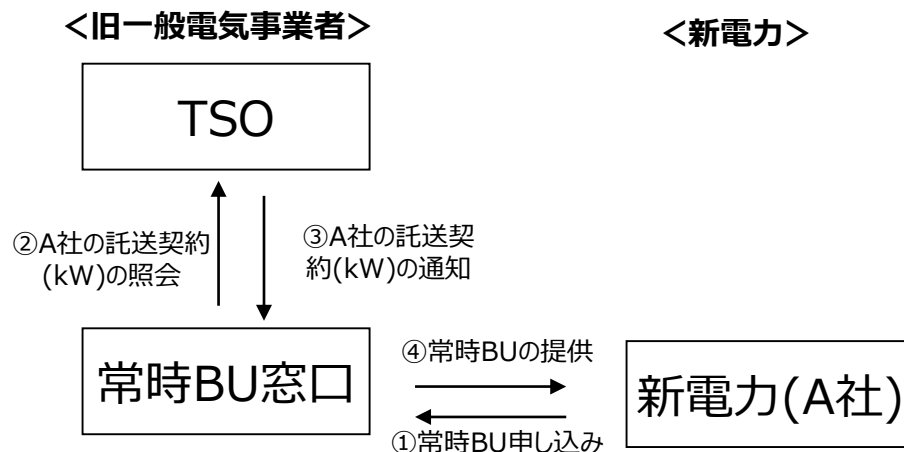 ＜旧一般電気事業者＞
＜新電力＞
TSO
②A社の託送契約
(kW)の照会
③A社の託送契
約(kW)の通知
常時BU窓口
④常時BUの提供
①常時BU申し込み
新電力(A社)